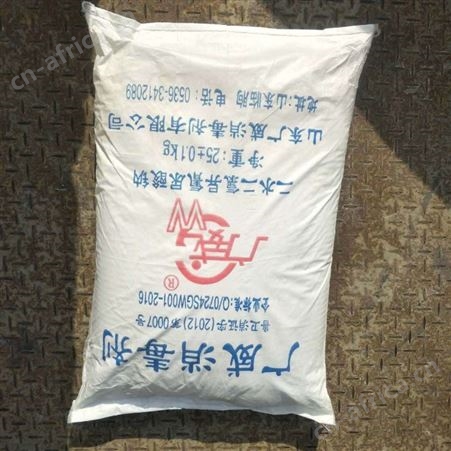 广威消毒剂
鲁卫消证字(2012)第0007号
企业标准:Q/0724SGW001-2016
®
广威
W
二水二氯异氰尿酸钠
净重:25±0.1kg
山东广威消毒剂有限公司
地址:山东临朐 电话:0536-3412089
cn-africa